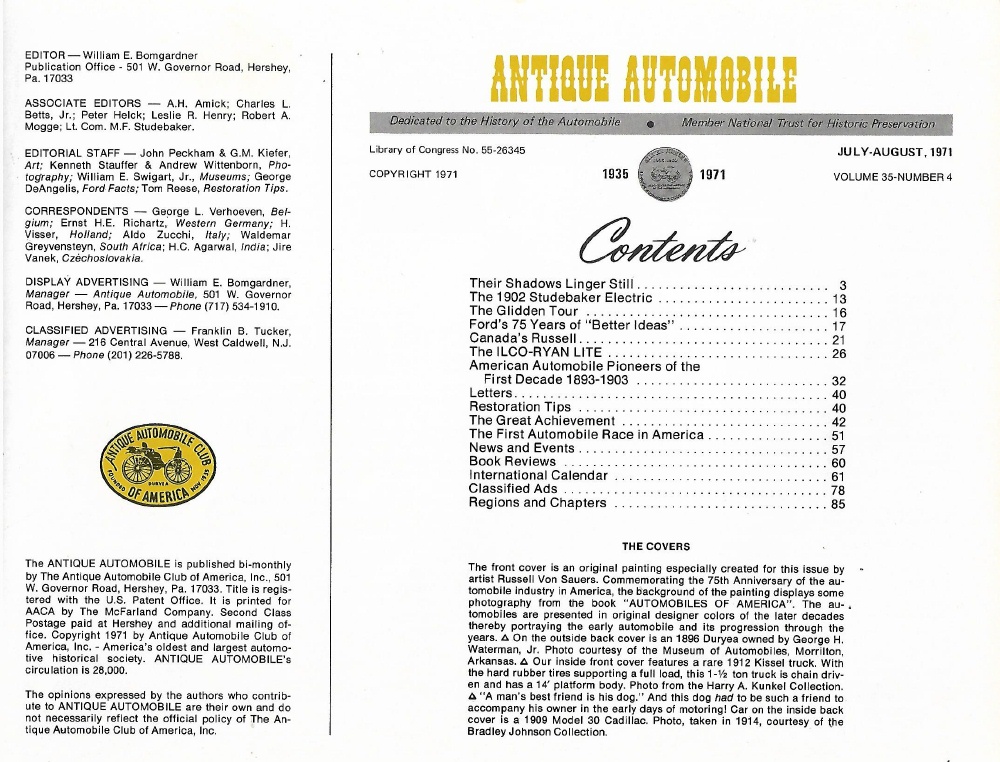 EDITOR — William E. Bomgardner
Publication Office - 501 W. Governor Road, Hershey,
Pa. 17033
ASSOCIATE EDITORS — A.H. Amick; Charles L.
Betts, Jr.; Peter Helck; Leslie R. Henry; Robert A.
Mogge; Lt. Com. M.F. Studebaker.
EDITORIAL STAFF — John Peckham & G.M. Kiefer,
Art; Kenneth Stauffer & Andrew Wittenborn, Pho-
tography; William E. Swigart, Jr., Museums; George
DeAngelis, Ford Facts; Tom Reese, Restoration Tips.
CORRESPONDENTS — George L. Verhoeven, Bel-
gium; Ernst H.E. Richartz, Western Germany; H.
Visser, Holland; Aldo Zucchi, Italy; Waldemar
Greyvensteyn, South Africa; H.C. Agarwal, India; Jire
Vanek, Czechoslovakia.
DISPLAY ADVERTISING — William E. Bomgardner,
Manager — Antique Automobile, 501 W. Governor
Road, Hershey, Pa. 17033 — Phone (717) 534-1910.
CLASSIFIED ADVERTISING — Franklin B. Tucker,
Manager — 216 Central Avenue, West Caldwell, N.J.
07006 — Phone (201) 226-5788.
ANTIQUE AUTOMOBILE CLUB
DURYEA
FOUNDED NOV. 1935
OF AMERICA
The ANTIQUE AUTOMOBILE is published bi-monthly
by The Antique Automobile Club of America, Inc., 501
W. Governor Road, Hershey, Pa. 17033. Title is regis-
tered with the U.S. Patent Office. It is printed for
AACA by The McFarland Company. Second Class
Postage paid at Hershey and additional mailing of-
fice. Copyright 1971 by Antique Automobile Club of
America, Inc. - America's oldest and largest automo-
tive historical society. ANTIQUE AUTOMOBILE's
circulation is 28,000.
The opinions expressed by the authors who contrib-
ute to ANTIQUE AUTOMOBILE are their own and do
not necessarily reflect the official policy of The An-
tique Automobile Club of America, Inc.
ANTIQUE AUTOMOBILE
Dedicated to the History of the Automobile ● Member National Trust for Historic Preservation
Library of Congress No. 55-26345
JULY-AUGUST, 1971
COPYRIGHT 1971
1935 1971
VOLUME 35-NUMBER 4
Contents
Their Shadows Linger Still . . . . . . . . . . 3
The 1902 Studebaker Electric . . . . . . . . . . 13
The Glidden Tour . . . . . . . . . . 16
Ford's 75 Years of "Better Ideas" . . . . . . . . . . 17
Canada's Russell . . . . . . . . . . 21
The ILCO-RYAN LITE . . . . . . . . . . 26
American Automobile Pioneers of the
First Decade 1893-1903 . . . . . . . . . . 32
Letters . . . . . . . . . . 40
Restoration Tips . . . . . . . . . . 40
The Great Achievement . . . . . . . . . . 42
The First Automobile Race in America . . . . . . . . . . 51
News and Events . . . . . . . . . . 57
Book Reviews . . . . . . . . . . 60
International Calendar . . . . . . . . . . 61
Classified Ads . . . . . . . . . . 78
Regions and Chapters . . . . . . . . . . 85
THE COVERS
The front cover is an original painting especially created for this issue by
artist Russell Von Sauers. Commemorating the 75th Anniversary of the au-
tomobile industry in America, the background of the painting displays some
photography from the book "AUTOMOBILES OF AMERICA". The au-
tomobiles are presented in original designer colors of the later decades
thereby portraying the early automobile and its progression through the
years. Δ On the outside back cover is an 1896 Duryea owned by George H.
Waterman, Jr. Photo courtesy of the Museum of Automobiles, Morrilton,
Arkansas. Δ Our inside front cover features a rare 1912 Kissel truck. With
the hard rubber tires supporting a full load, this 1-½ ton truck is chain driv-
en and has a 14' platform body. Photo from the Harry A. Kunkel Collection.
Δ "A man's best friend is his dog." And this dog had to be such a friend to
accompany his owner in the early days of motoring! Car on the inside back
cover is a 1909 Model 30 Cadillac. Photo, taken in 1914, courtesy of the
Bradley Johnson Collection.